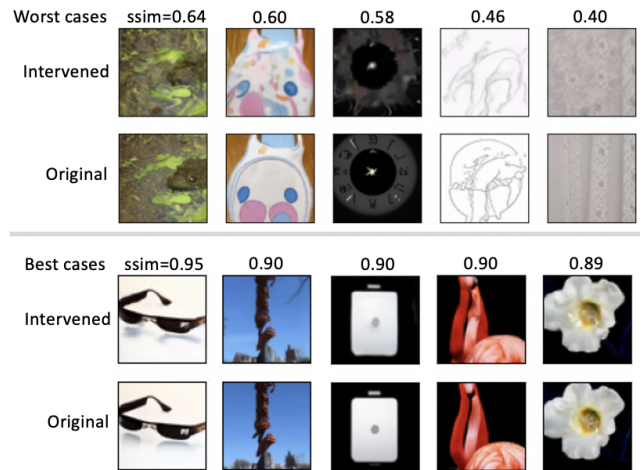 Worst cases ssim=0.64 0.60 0.58 0.46 0.40
Intervened
Original
Best cases ssim=0.95 0.90 0.90 0.90 0.89
Intervened
Original